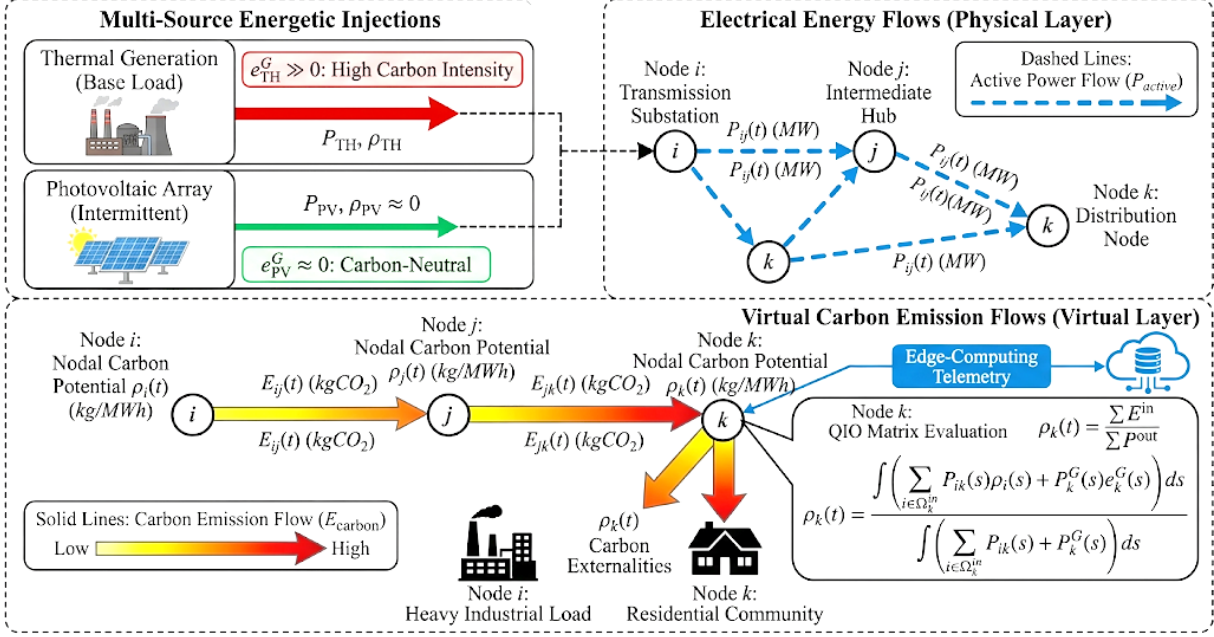 Multi-Source Energetic Injections
Thermal Generation
(Base Load)
e_TH^G ≫ 0: High Carbon Intensity
P_TH, ρ_TH
Photovoltaic Array
(Intermittent)
P_PV, ρ_PV ≈ 0
e_PV^G ≈ 0: Carbon-Neutral
Electrical Energy Flows (Physical Layer)
Node i:
Transmission
Substation
Node j:
Intermediate
Hub
Dashed Lines:
Active Power Flow (P_active)
P_ij(t) (MW)
P_ij(t) (MW)
i
j
P_ij(t) (MW)
P_ij(t)(MW)
k
k
P_ij(t) (MW)
Node k:
Distribution
Node
Virtual Carbon Emission Flows (Virtual Layer)
Node i:
Nodal Carbon
Potential ρ_i(t)
(kg/MWh)
i
E_ij(t) (kgCO₂)
E_ij(t) (kgCO₂)
Node j:
Nodal Carbon Potential
ρ_j(t) (kg/MWh)
j
E_jk(t) (kgCO₂)
E_jk(t) (kgCO₂)
Node k:
Nodal Carbon Potential
ρ_k(t) (kg/MWh)
k
Edge-Computing
Telemetry
Node k:
QIO Matrix Evaluation
ρ_k(t) = ∑ E^in / ∑ P^out
ρ_k(t) = ∫(∑_{i∈Ω_k^in} P_ik(s)ρ_i(s) + P_k^G(s)e_k^G(s)) ds / ∫(∑_{i∈Ω_k^in} P_ik(s) + P_k^G(s)) ds
Solid Lines: Carbon Emission Flow (E_carbon)
Low
High
ρ_k(t)
Carbon
Externalities
Node i:
Heavy Industrial Load
Node k:
Residential Community